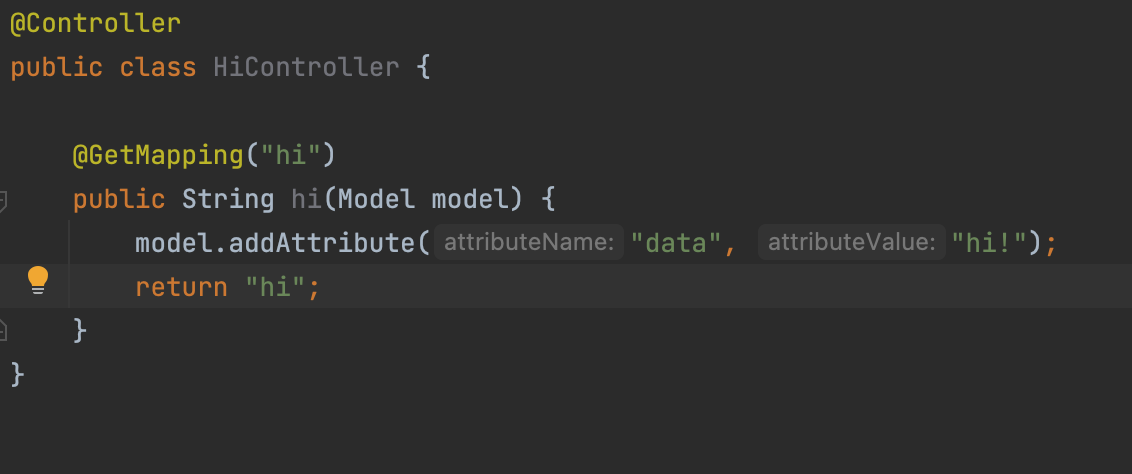 @Controller
public class HiController {
@GetMapping("hi")
public String hi(Model model) {
model.addAttribute( attributeName: "data", attributeValue: "hi!");
return "hi";
}
}